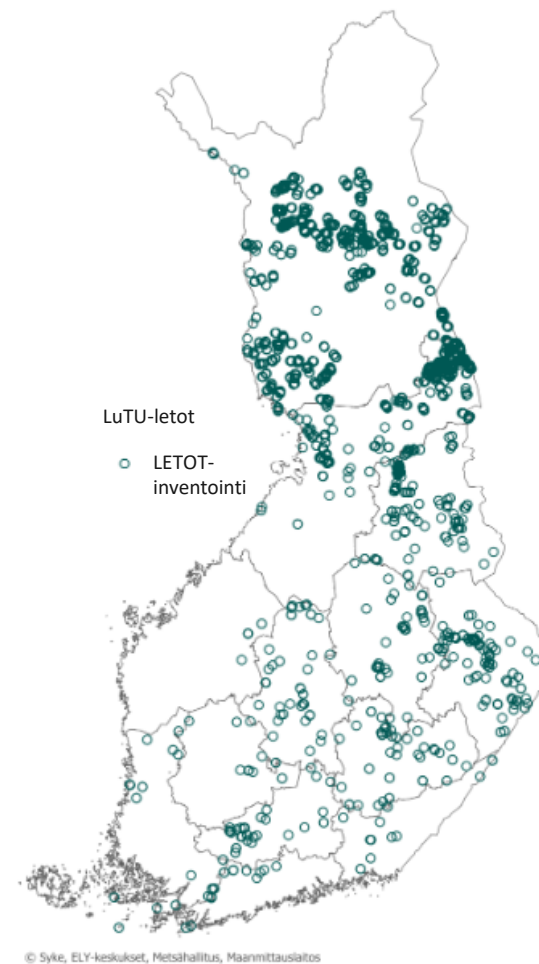 LuTU-letot
LETOT-
inventointi
© Syke, ELY-keskukset, Metsähallitus, Maanmittauslaitos